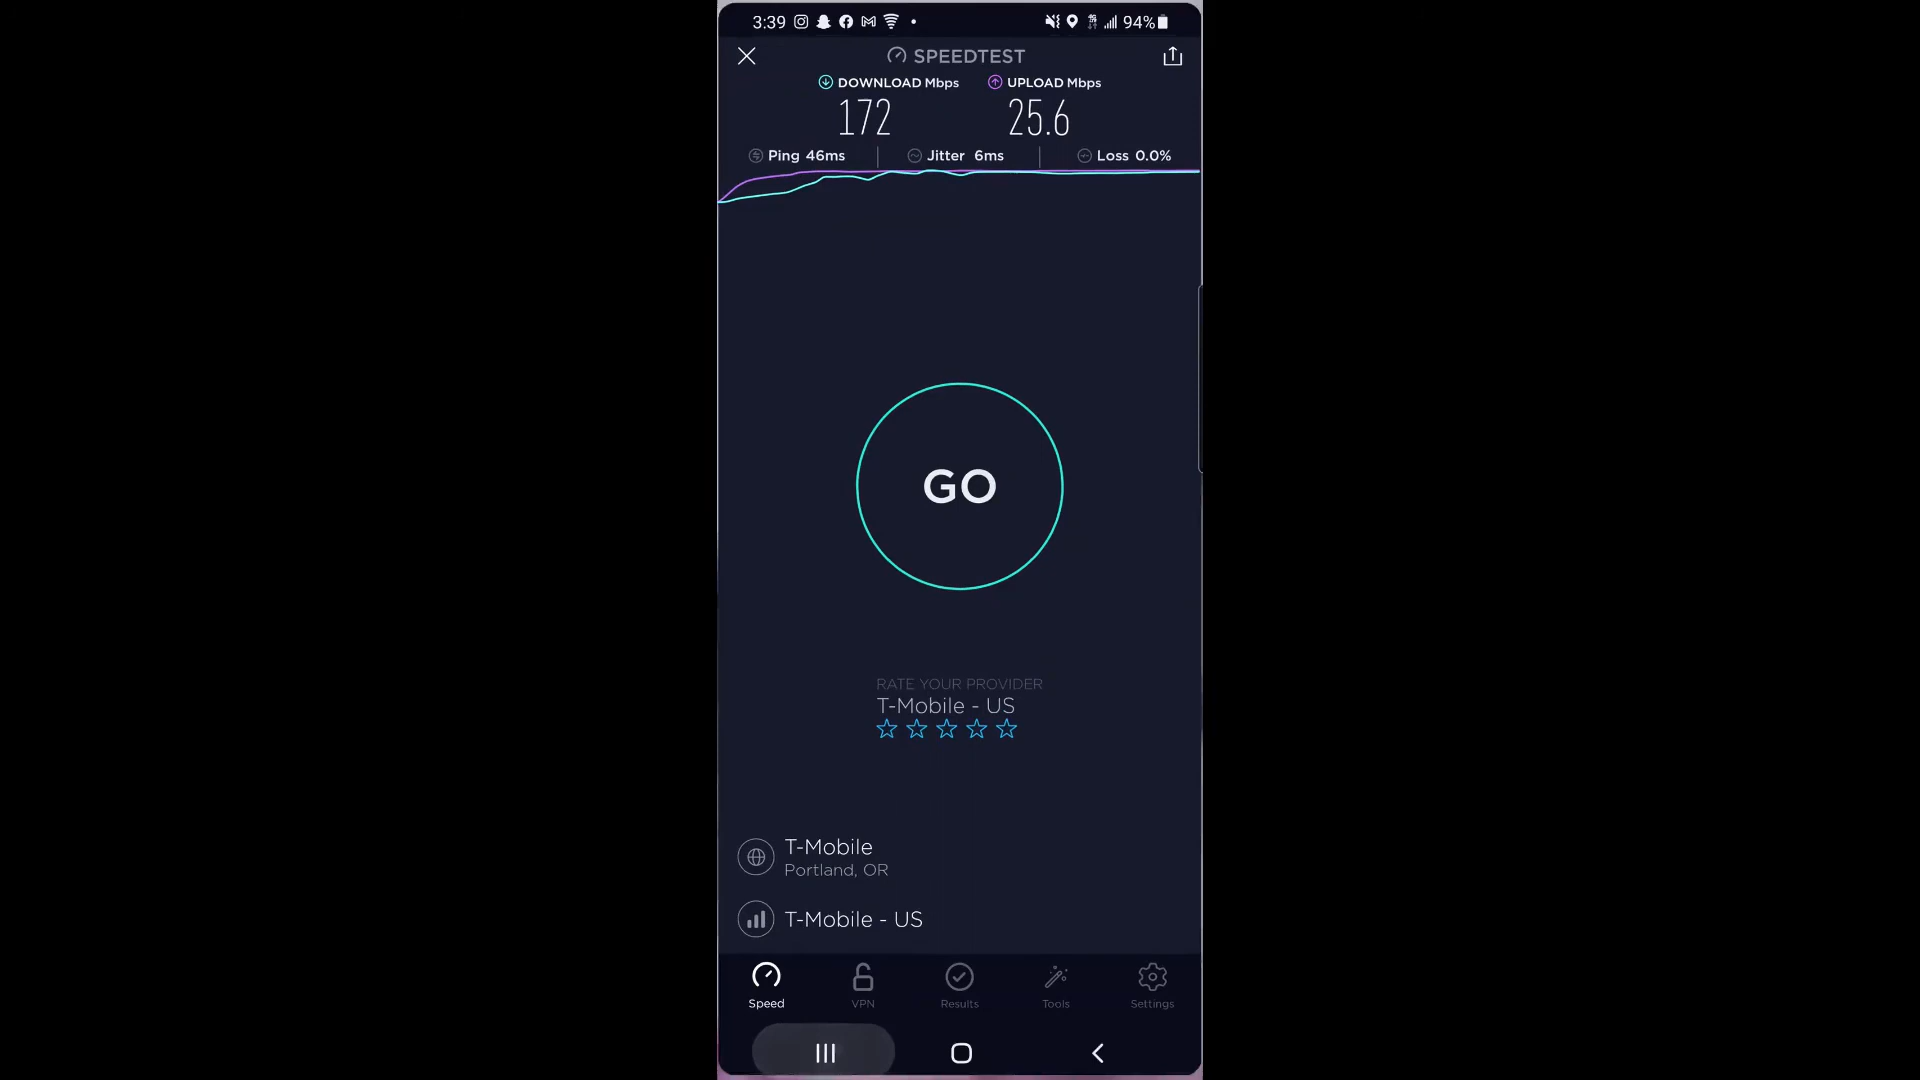 3:39 94%
SPEEDTEST
DOWNLOAD Mbps UPLOAD Mbps
172 25.6
Ping 46ms Jitter 6ms Loss 0.0%
GO
RATE YOUR PROVIDER
T-Mobile - US
T-Mobile
Portland, OR
T-Mobile - US
Speed VPN Results Tools Settings